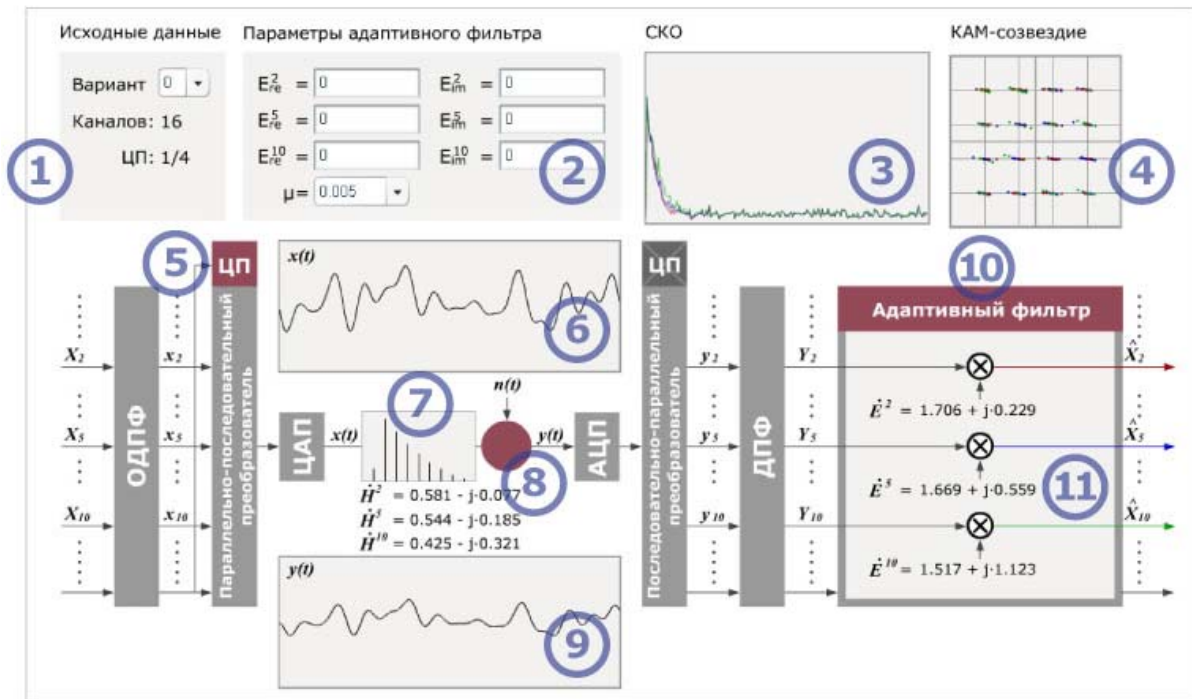 Исходные данные
Вариант 0
Каналов: 16
ЦП: 1/4
1
Параметры адаптивного фильтра
E²re = 0
E²im = 0
E⁵re = 0
E⁵im = 0
E¹⁰re = 0
E¹⁰im = 0
μ= 0.005
2
СКО
3
КАМ-созвездие
4
5
ЦП
Параллельно-последовательный преобразователь
x(t)
6
ЦП
Последовательно-параллельный преобразователь
10
Адаптивный фильтр
X₂
X₅
X₁₀
ОДПФ
x₂
x₅
x₁₀
ЦАП
x(t)
7
n(t)
8
y(t)
АЦП
Ḣ² = 0.581 - j·0.077
Ḣ⁵ = 0.544 - j·0.185
Ḣ¹⁰ = 0.425 - j·0.321
y(t)
9
y₂
y₅
y₁₀
ДПФ
Y₂
Y₅
Y₁₀
Ė² = 1.706 + j·0.229
Ė⁵ = 1.669 + j·0.559
11
Ė¹⁰ = 1.517 + j·1.123
X̂₂
X̂₅
X̂₁₀